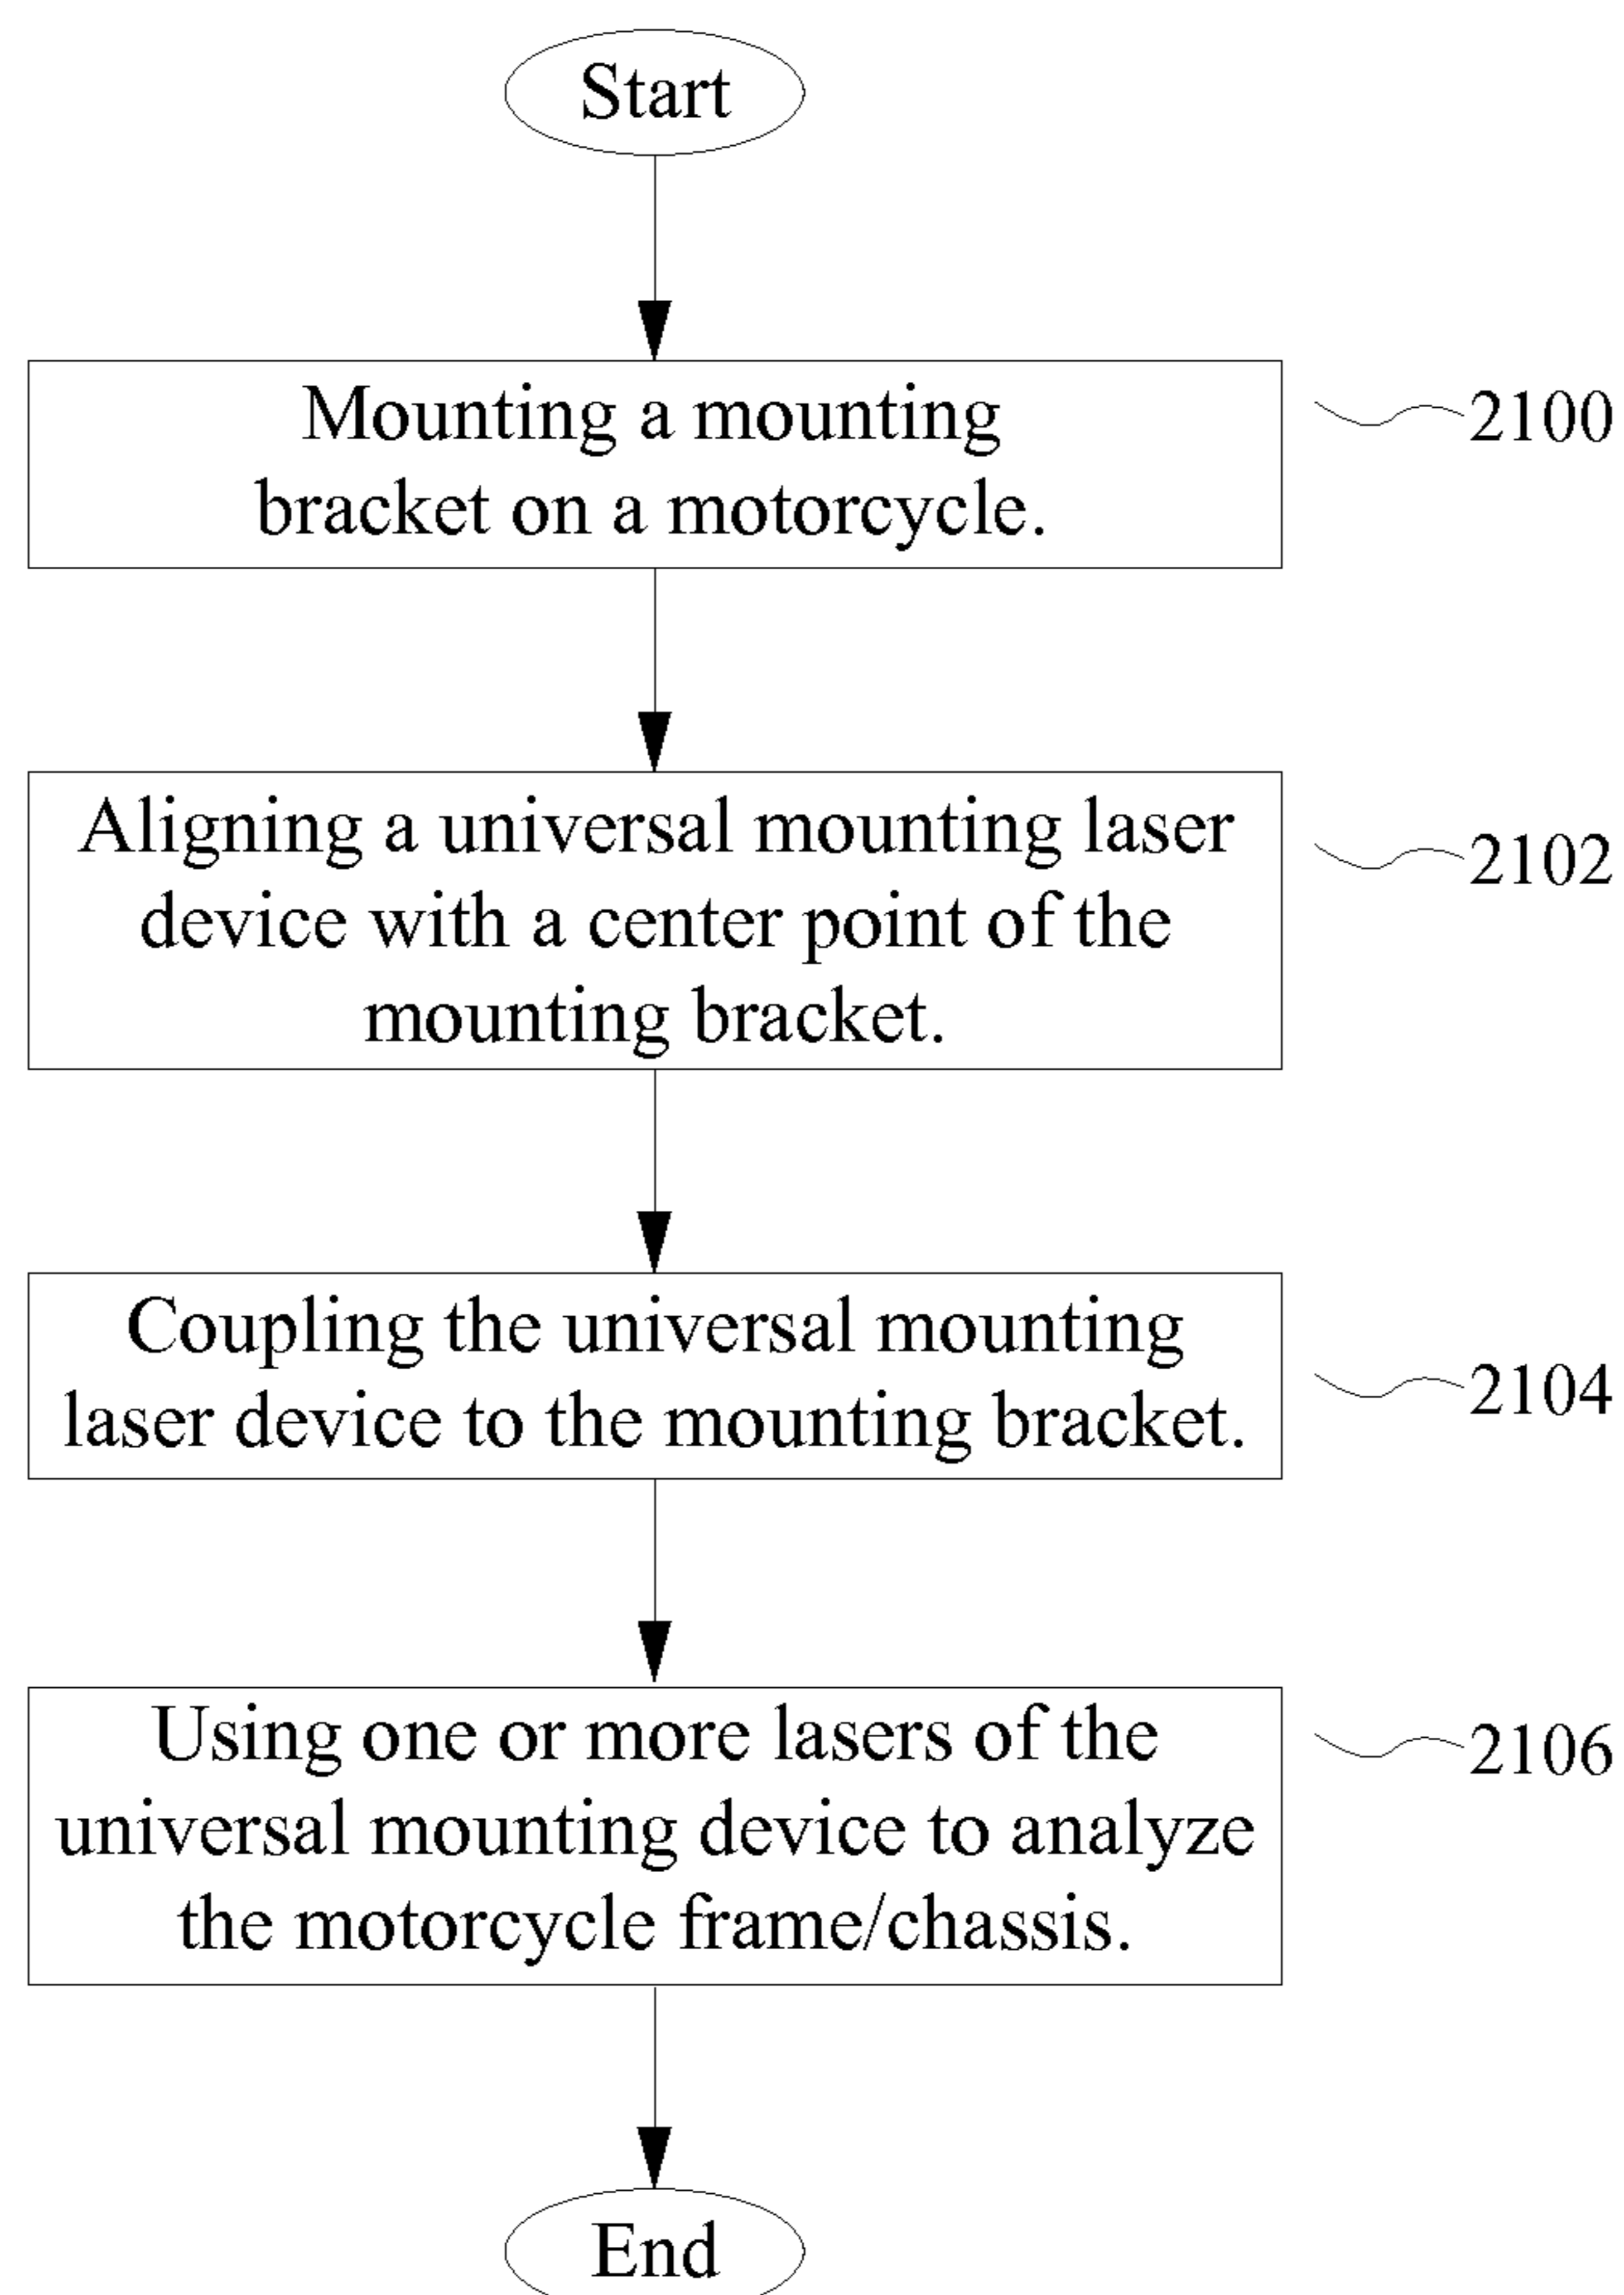 Start
Mounting a mounting
bracket on a motorcycle.
2100
Aligning a universal mounting laser
device with a center point of the
mounting bracket.
2102
Coupling the universal mounting
laser device to the mounting bracket.
2104
Using one or more lasers of the
universal mounting device to analyze
the motorcycle frame/chassis.
2106
End